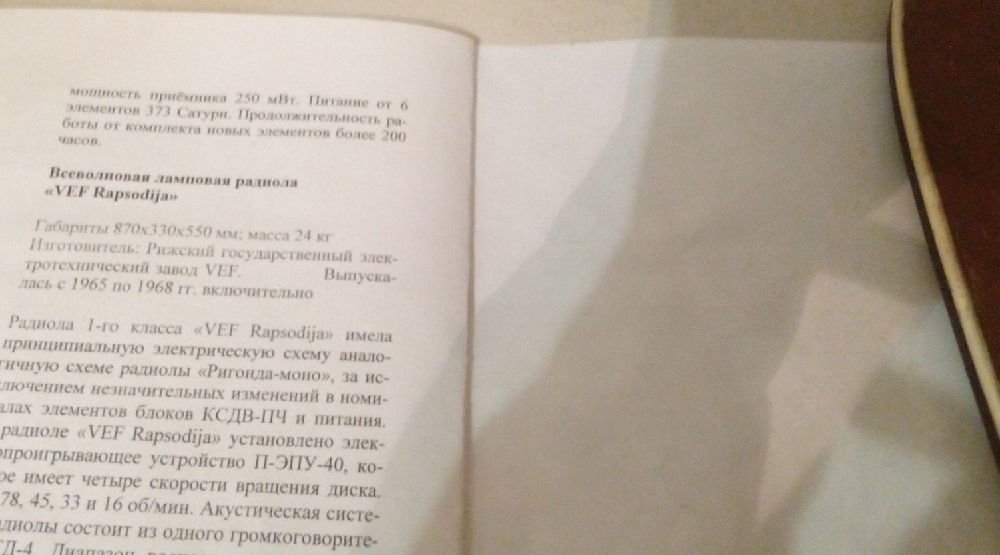 мощность приёмника 250 мВт. Питание от 6
элементов 373 Сатурн. Продолжительность ра-
боты от комплекта новых элементов более 200
часов.
Всеволновая ламповая радиола
«VEF Rapsodija»
Габариты 870х330х550 мм; масса 24 кг
Изготовитель: Рижский государственный элек-
тротехнический завод VEF. Выпуска-
лась с 1965 по 1968 гг. включительно
Радиола 1-го класса «VEF Rapsodija» имела
принципиальную электрическую схему анало-
гичную схеме радиолы «Ригонда-моно», за ис-
ключением незначительных изменений в номи-
алах элементов блоков КСДВ-ПЧ и питания.
радиоле «VEF Rapsodija» установлено элек-
опроигрывающее устройство П-ЭПУ-40, ко-
ое имеет четыре скорости вращения диска.
78, 45, 33 и 16 об/мин. Акустическая систе-
адиолы состоит из одного громкоговорите-
ГД-4. Диапазон